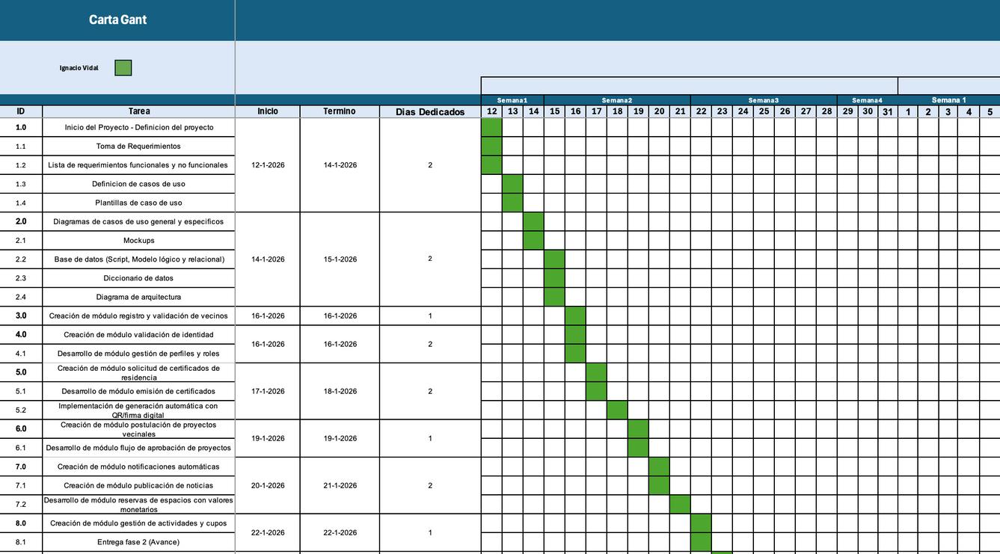 Carta Gant
Ignacio Vidal
Semana1 Semana2 Semana3 Semana4 Semana 1
ID Tarea Inicio Termino Dias Dedicados 12 13 14 15 16 17 18 19 20 21 22 23 24 25 26 27 28 29 30 31 1 2 3 4 5
1.0 Inicio del Proyecto - Definicion del proyecto
1.1 Toma de Requerimientos
1.2 Lista de requerimientos funcionales y no funcionales 12-1-2026 14-1-2026 2
1.3 Definicion de casos de uso
1.4 Plantillas de caso de uso
2.0 Diagramas de casos de uso general y especificos
2.1 Mockups
2.2 Base de datos (Script, Modelo lógico y relacional) 14-1-2026 15-1-2026 2
2.3 Diccionario de datos
2.4 Diagrama de arquitectura
3.0 Creación de módulo registro y validación de vecinos 16-1-2026 16-1-2026 1
4.0 Creación de módulo validación de identidad
16-1-2026 16-1-2026 2
4.1 Desarrollo de módulo gestión de perfiles y roles
5.0 Creación de módulo solicitud de certificados de
residencia
5.1 Desarrollo de módulo emisión de certificados 17-1-2026 18-1-2026 2
5.2 Implementación de generación automática con
QR/firma digital
6.0 Creación de módulo postulación de proyectos
vecinales
19-1-2026 19-1-2026 1
6.1 Desarrollo de módulo flujo de aprobación de proyectos
7.0 Creación de módulo notificaciones automáticas
7.1 Creación de módulo publicación de noticias 20-1-2026 21-1-2026 2
7.2 Desarrollo de módulo reservas de espacios con valores
monetarios
8.0 Creación de módulo gestión de actividades y cupos
22-1-2026 22-1-2026 1
8.1 Entrega fase 2 (Avance)